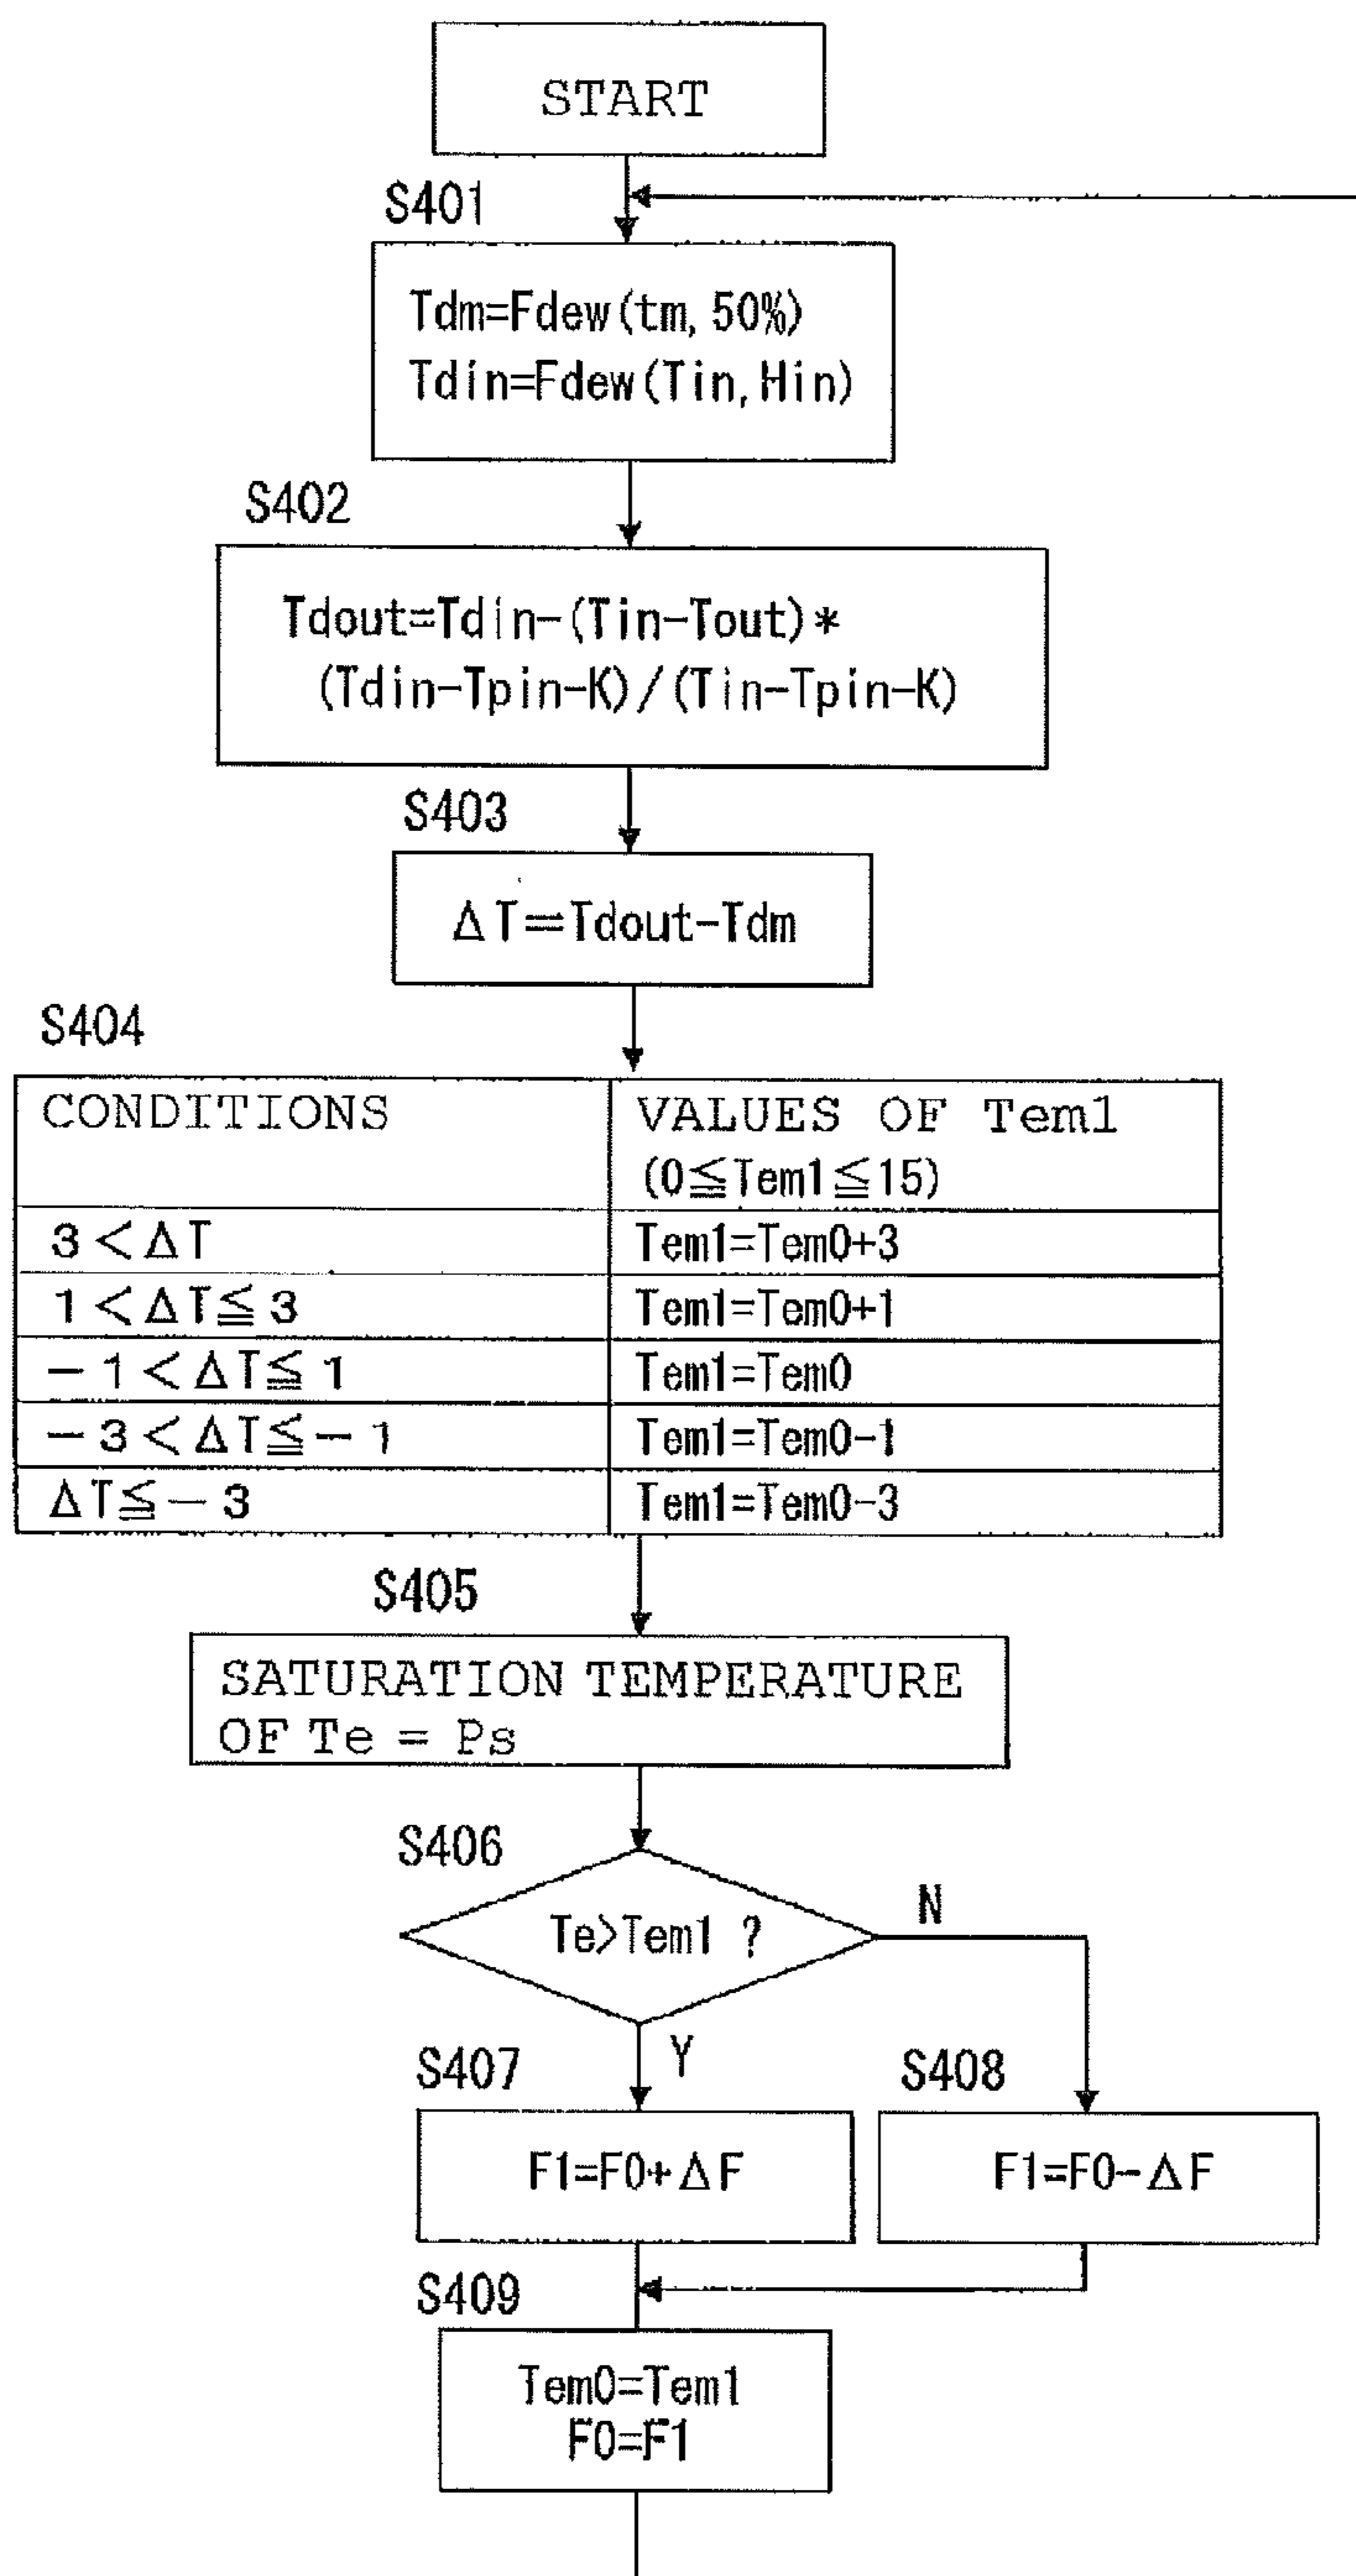 START
S401
Tdm=Fdew(tm,50%)
Tdin=Fdew(Tin,Hin)
S402
Tdout=Tdin-(Tin-Tout)*
(Tdin-Tpin-K)/(Tin-Tpin-K)
S403
ΔT=Tdout-Tdm
S404
CONDITIONS
VALUES OF Tem1
(0≦Tem1≦15)
3<ΔT
Tem1=Tem0+3
1<ΔT≦3
Tem1=Tem0+1
-1<ΔT≦1
Tem1=Tem0
-3<ΔT≦-1
Tem1=Tem0-1
ΔT≦-3
Tem1=Tem0-3
S405
SATURATION TEMPERATURE
OF Te = Ps
S406
Te>Tem1 ?
N
Y
S407
S408
F1=F0+ΔF
F1=F0-ΔF
S409
Tem0=Tem1
F0=F1